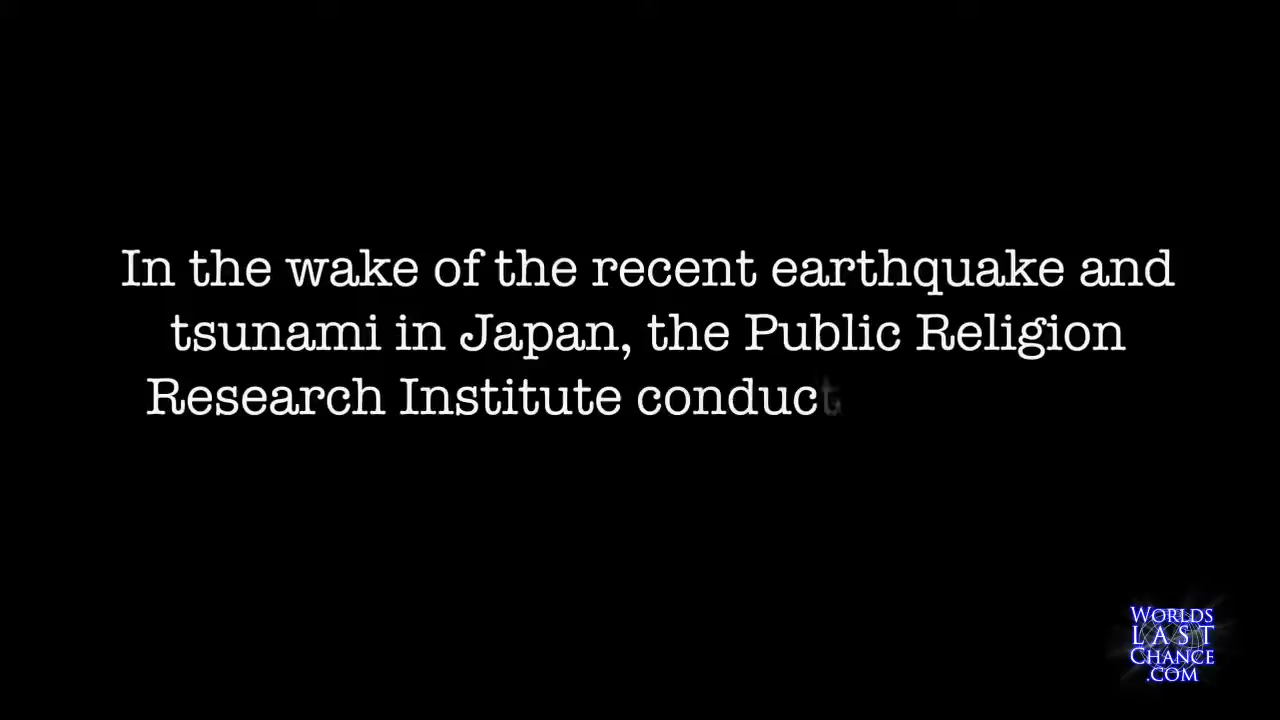 In the wake of the recent earthquake and
tsunami in Japan, the Public Religion
Research Institute conduct
WORLDS
LAST
CHANCE
.COM